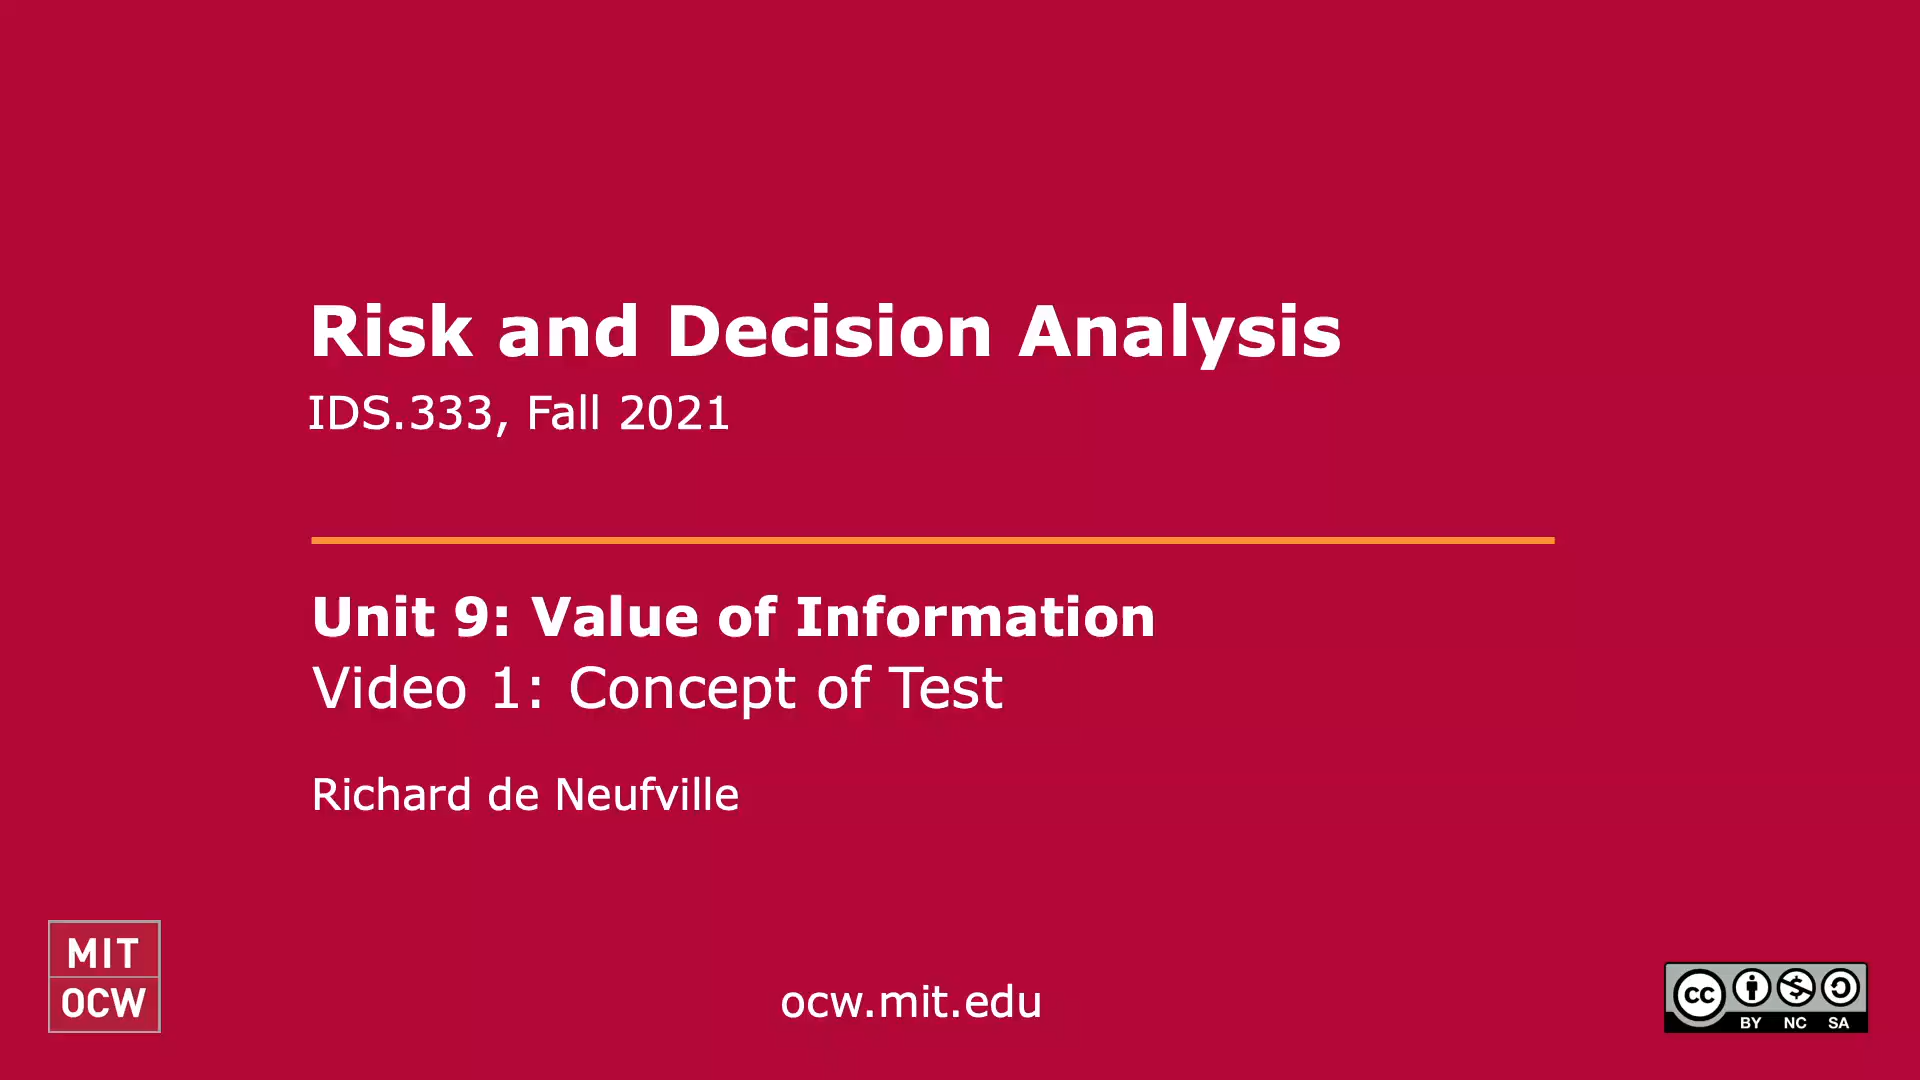 Risk and Decision Analysis
IDS.333, Fall 2021
Unit 9: Value of Information
Video 1: Concept of Test
Richard de Neufville
MIT
OCW
ocw.mit.edu
cc
BY NC SA